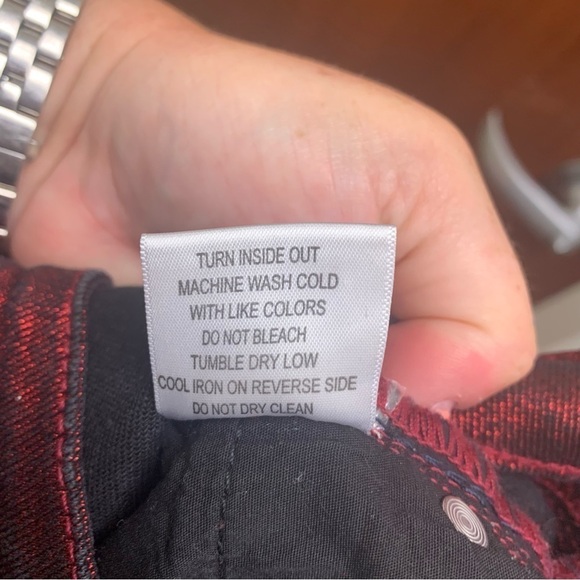 TURN INSIDE OUT
MACHINE WASH COLD
WITH LIKE COLORS
DO NOT BLEACH
TUMBLE DRY LOW
COOL IRON ON REVERSE SIDE
DO NOT DRY CLEAN